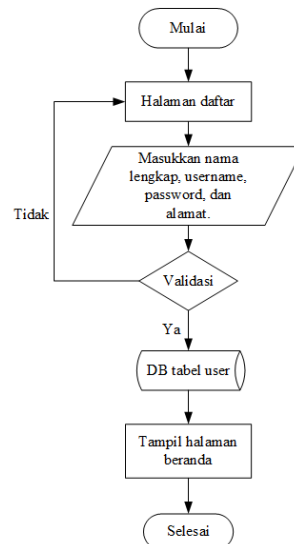 Mulai
Halaman daftar
Masukkan nama
lengkap, username,
password, dan
alamat.
Tidak
Validasi
Ya
DB tabel user
Tampil halaman
beranda
Selesai